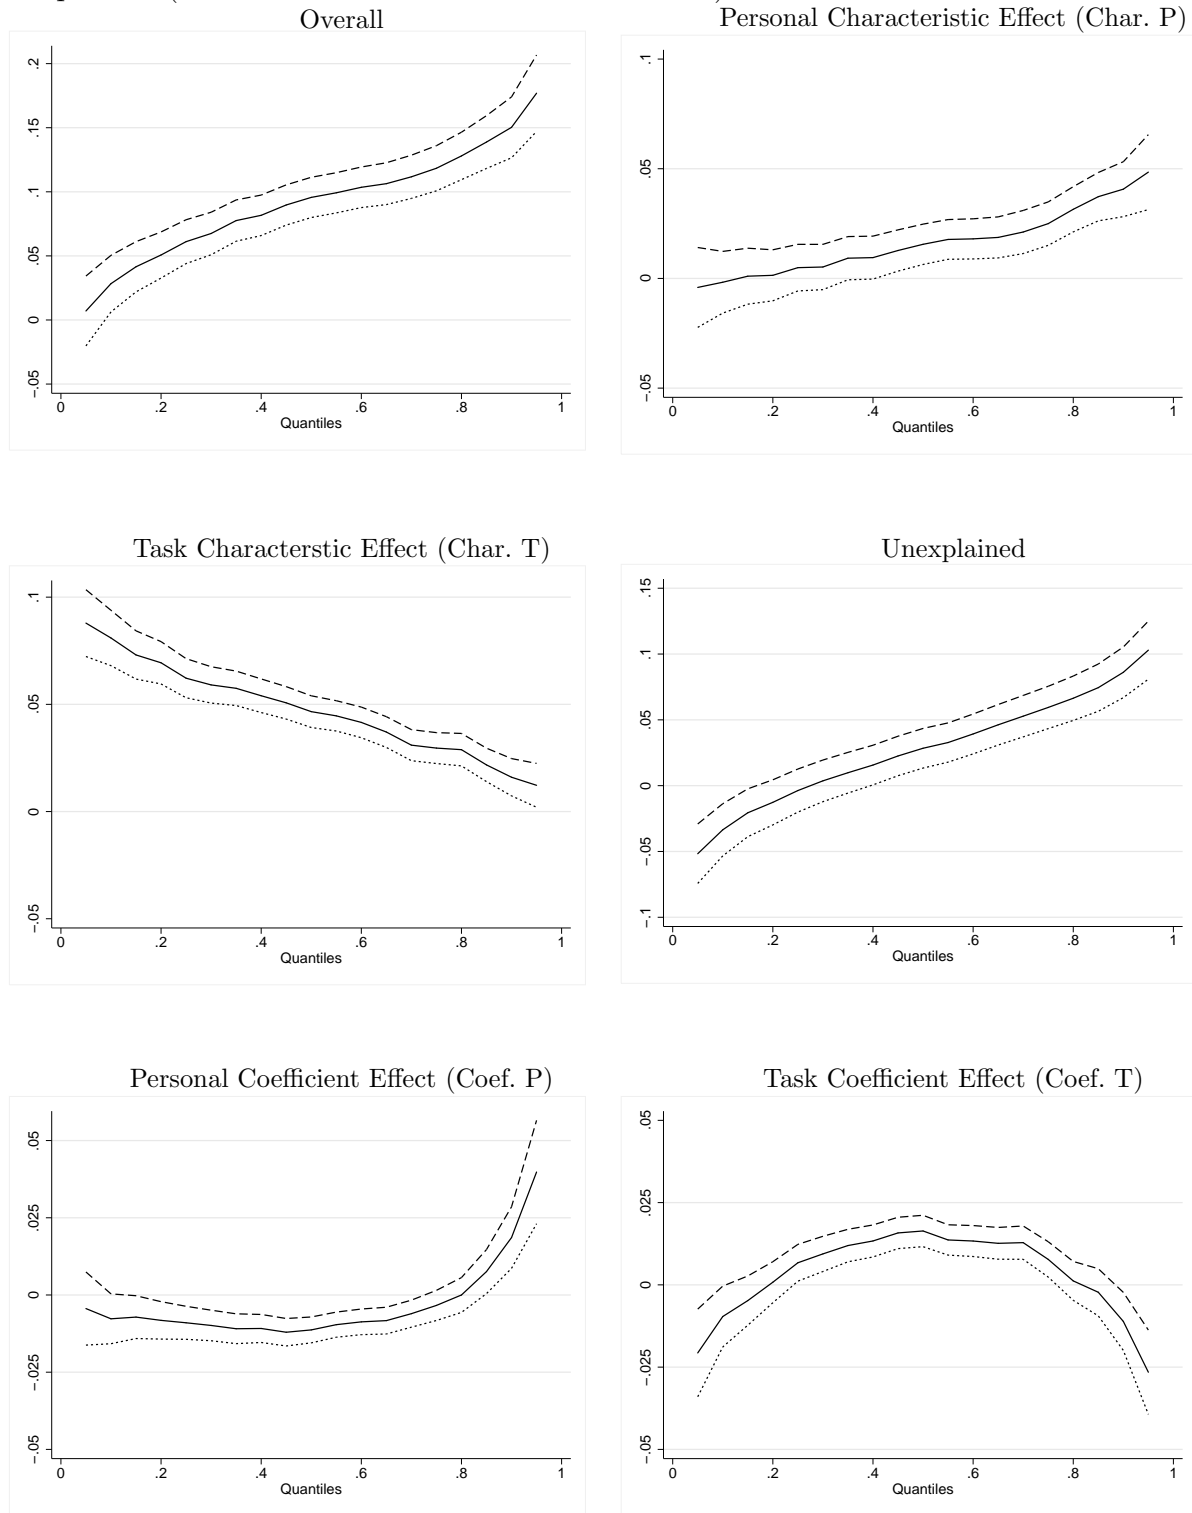 Overall
.2
.15
.1
.05
0
-.05
0 .2 .4 .6 .8 1
Quantiles
Personal Characteristic Effect (Char. P)
.1
.05
0
-.05
0 .2 .4 .6 .8 1
Quantiles
Task Characterstic Effect (Char. T)
.1
.05
0
-.05
0 .2 .4 .6 .8 1
Quantiles
Unexplained
.15
.1
.05
0
-.05
-.1
0 .2 .4 .6 .8 1
Quantiles
Personal Coefficient Effect (Coef. P)
.05
.025
0
-.025
-.05
0 .2 .4 .6 .8 1
Quantiles
Task Coefficient Effect (Coef. T)
.05
.025
0
-.025
-.05
0 .2 .4 .6 .8 1
Quantiles